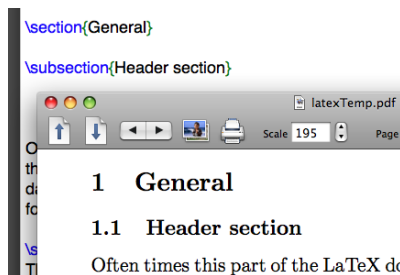 \section{General}
\subsection{Header section}
latexTemp.pdf
Scale 195 Page
1 General
1.1 Header section
Often times this part of the LaTeX